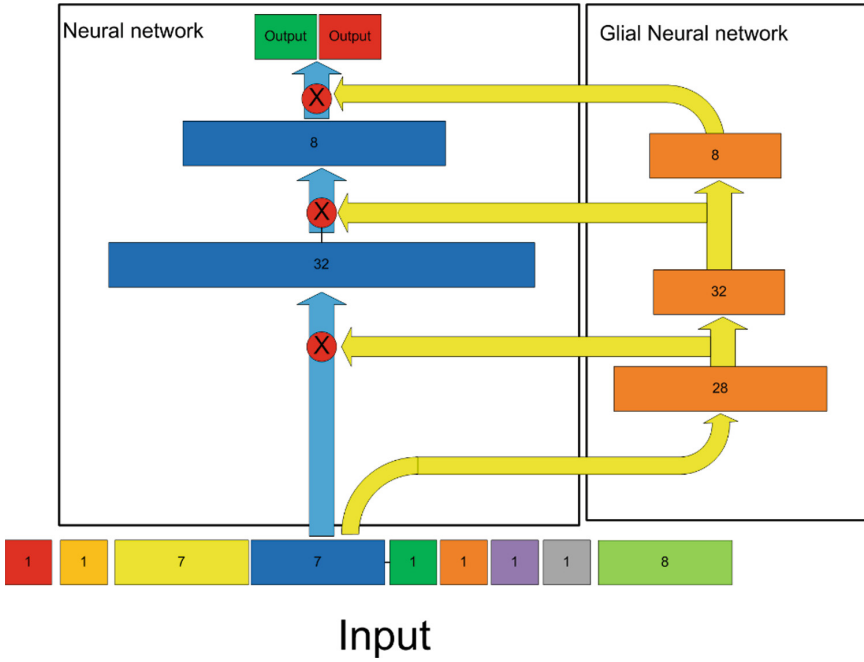 Neural network
Output Output
Glial Neural network
X
8
8
X
32
32
X
28
1 1 7 7 1 1 1 1 8
Input